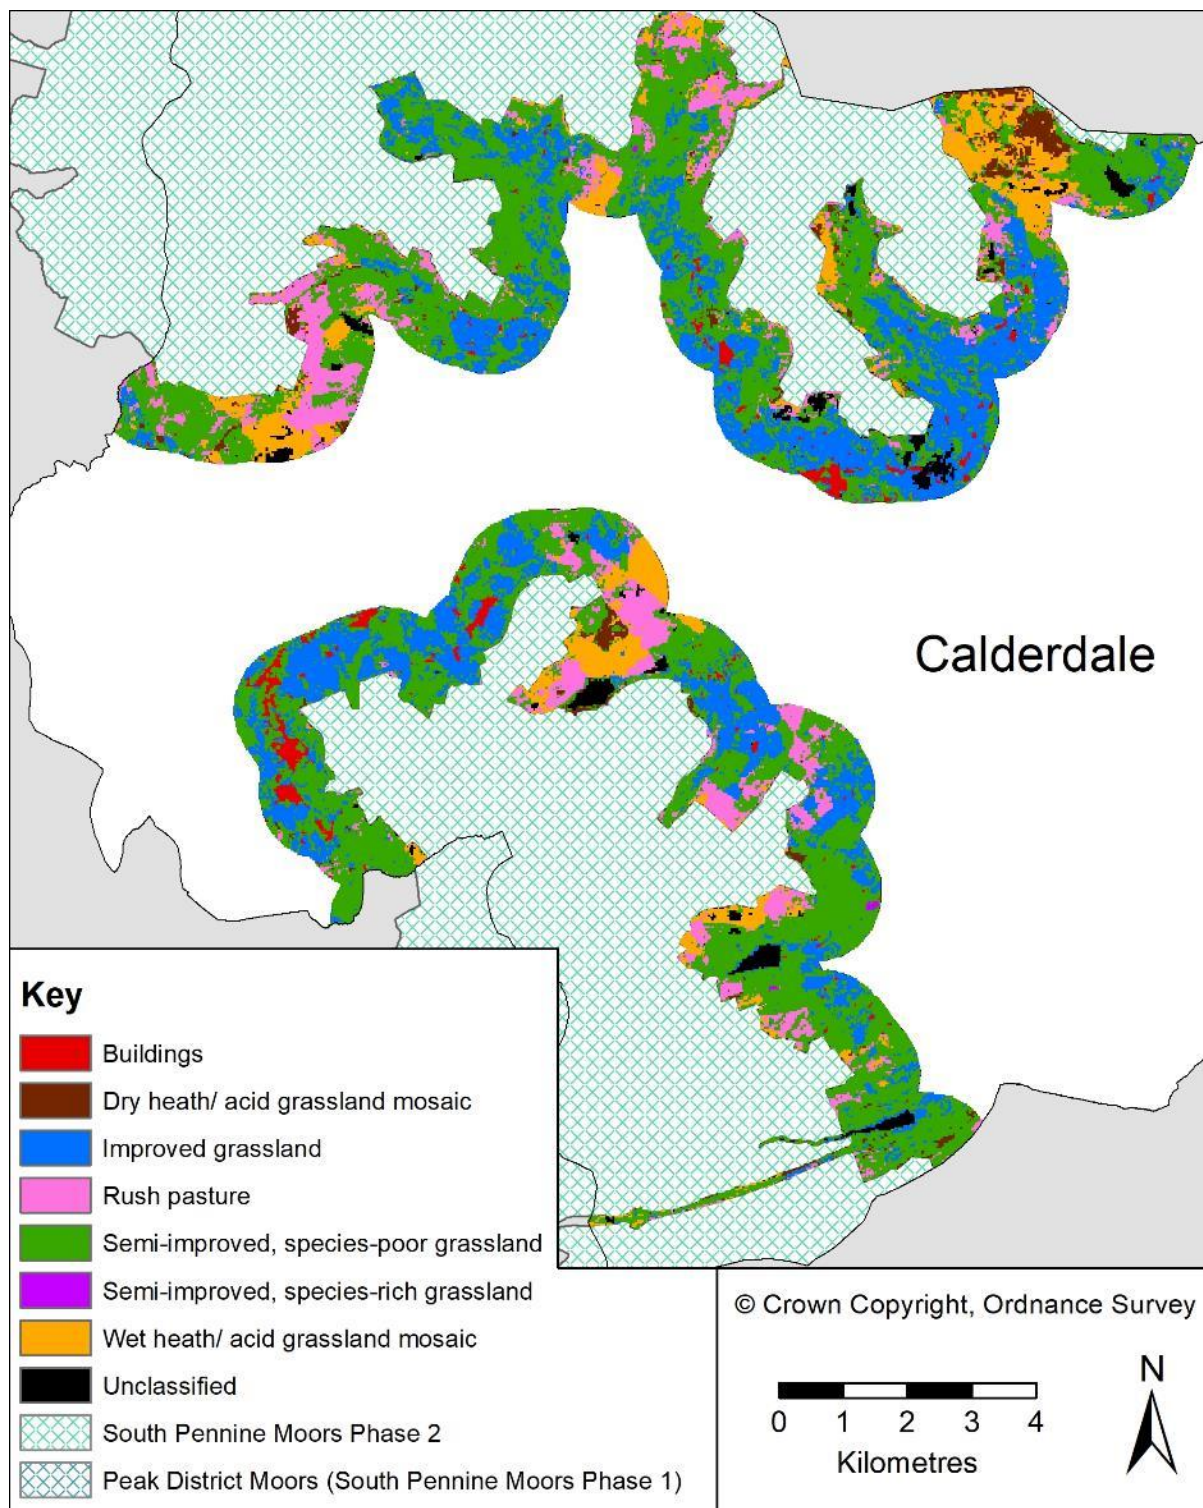 Calderdale
Key
Buildings
Dry heath/ acid grassland mosaic
Improved grassland
Rush pasture
Semi-improved, species-poor grassland
Semi-improved, species-rich grassland
Wet heath/ acid grassland mosaic
Unclassified
South Pennine Moors Phase 2
Peak District Moors (South Pennine Moors Phase 1)
© Crown Copyright, Ordnance Survey
N
0 1 2 3 4
Kilometres